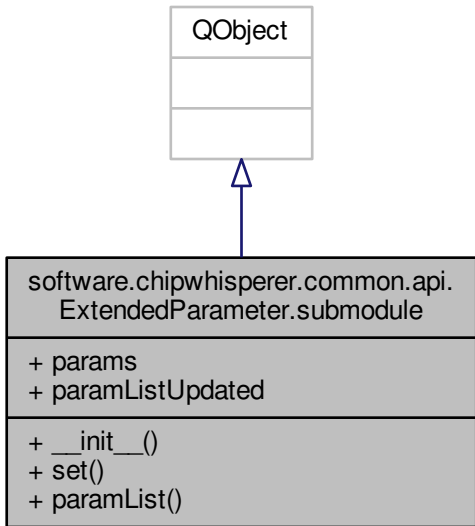 QObject
software.chipwhisperer.common.api.
ExtendedParameter.submodule
+ params
+ paramListUpdated
+ __init__()
+ set()
+ paramList()